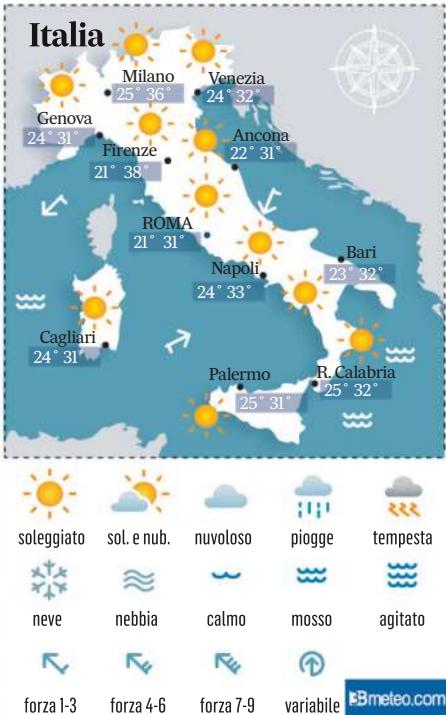 Italia
Milano
25° 36°
Venezia
24° 32°
Genova
24° 31°
Firenze
21° 38°
Ancona
22° 31°
ROMA
21° 31°
Napoli
24° 33°
Bari
23° 32°
Cagliari
24° 31°
Palermo
25° 31°
R. Calabria
25° 32°
soleggiato sol. e nub. nuvoloso piogge tempesta
neve nebbia calmo mosso agitato
forza 1-3 forza 4-6 forza 7-9 variabile
3Bmeteo.com